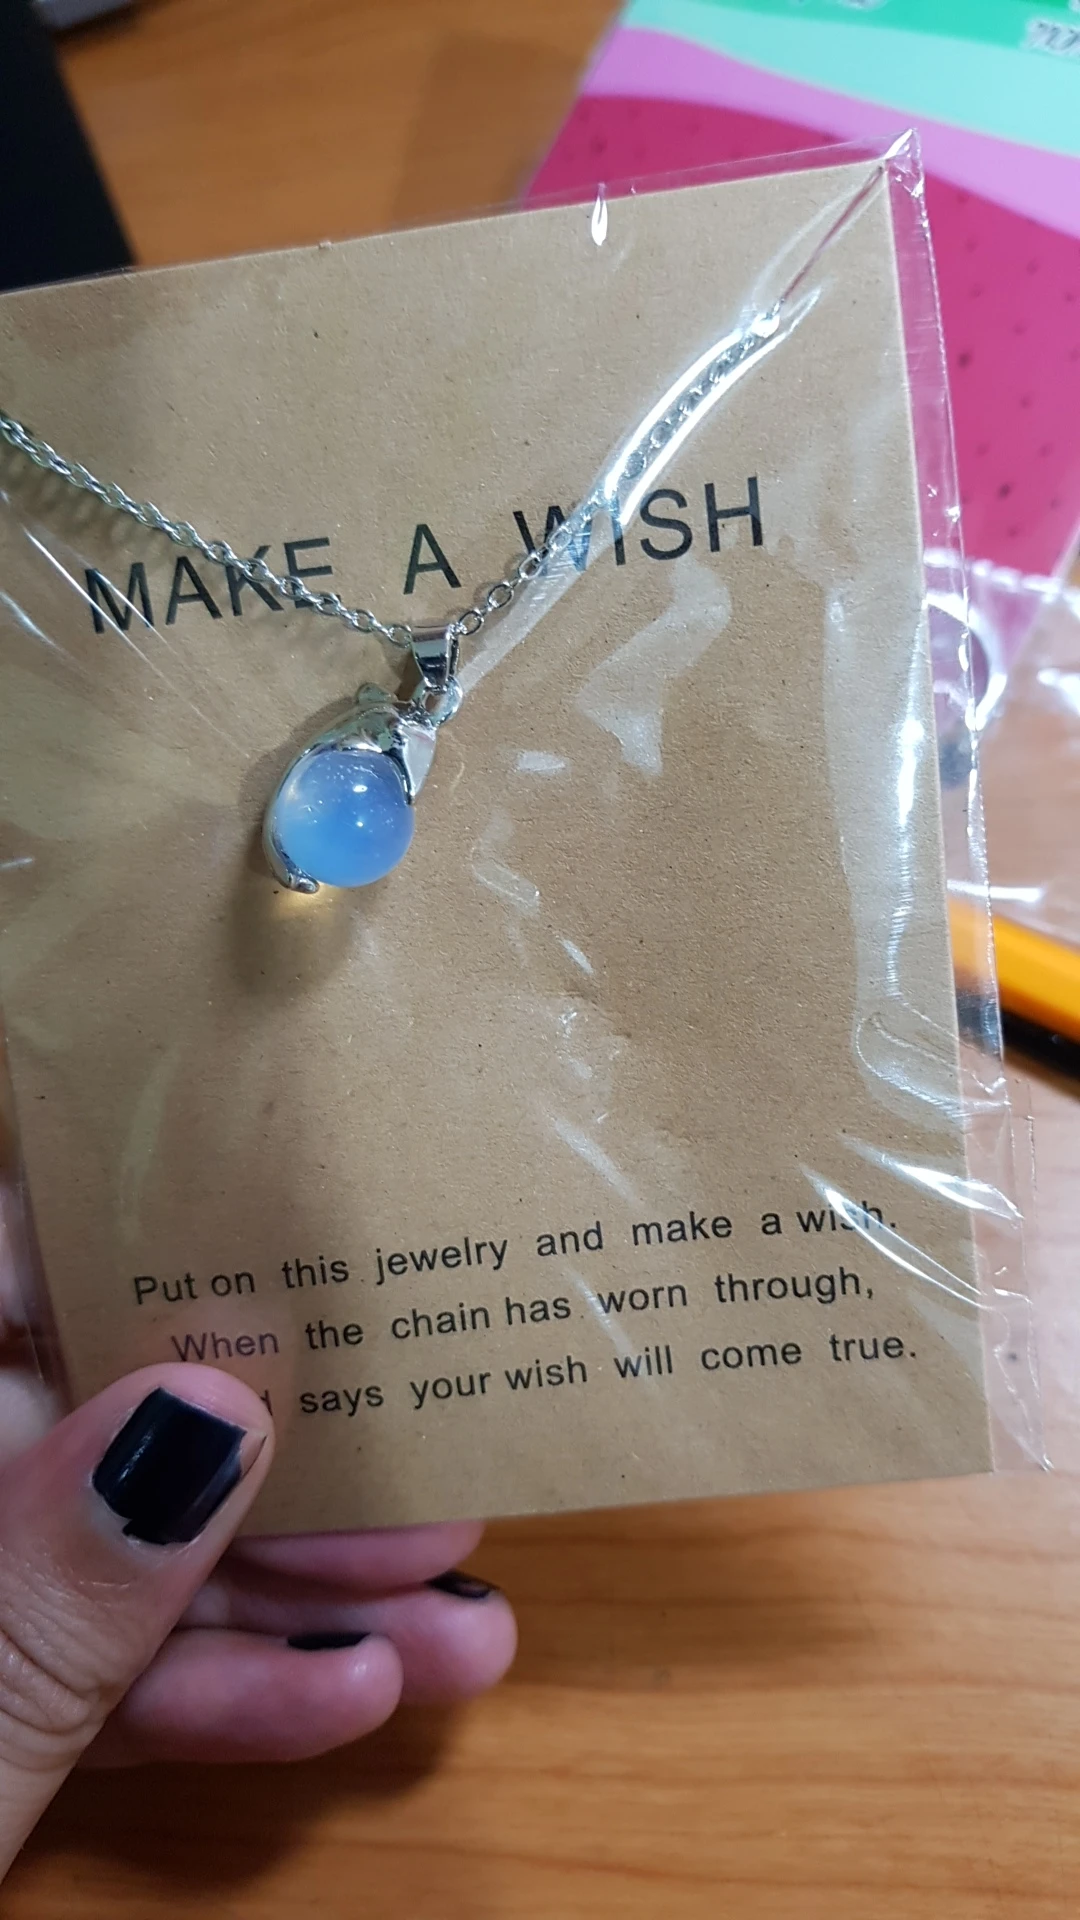 MAKE A WISH
Put on this jewelry and make a wish.
When the chain has worn through,
says your wish will come true.